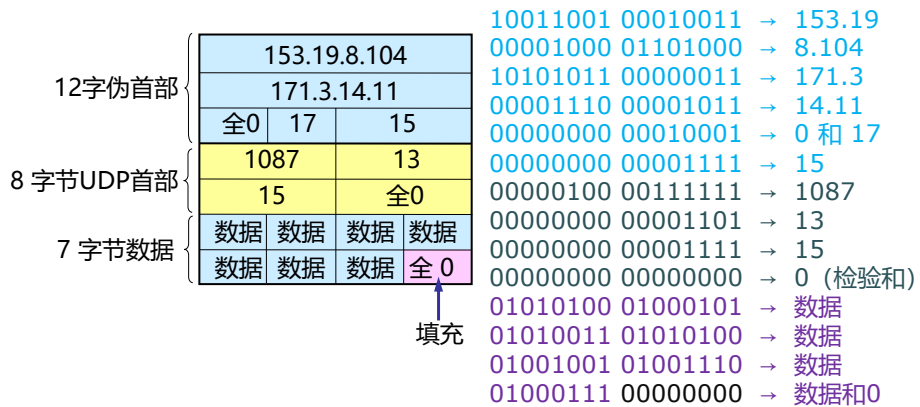 10011001 00010011 → 153.19
00001000 01101000 → 8.104
10101011 00000011 → 171.3
00001110 00001011 → 14.11
00000000 00010001 → 0 和 17
00000000 00001111 → 15
00000100 00111111 → 1087
00000000 00001101 → 13
00000000 00001111 → 15
00000000 00000000 → 0 (检验和)
01010100 01000101 → 数据
01010011 01010100 → 数据
01001001 01001110 → 数据
01000111 00000000 → 数据和0
12字伪首部
153.19.8.104
171.3.14.11
全0 17 15
8 字节UDP首部
1087 13
15 全0
7 字节数据
数据 数据 数据 数据
数据 数据 数据 全 0
填充